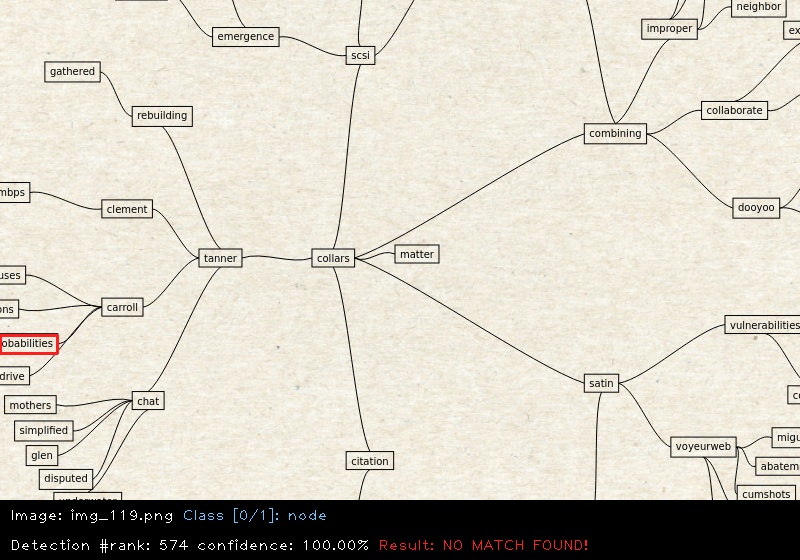 neighbor
improper
emergence
scsi
gathered
collaborate
rebuilding
combining
mbps
clement
dooyoo
matter
tanner
collars
uses
ons
carroll
vulnerabilities
obabilities
drive
satin
chat
mothers
simplified
voyeurweb
migu
glen
citation
abatem
disputed
cumshots
Image: img_119.png Class [0/1]: node
Detection #rank: 574 confidence: 100.00% Result: NO MATCH FOUND!